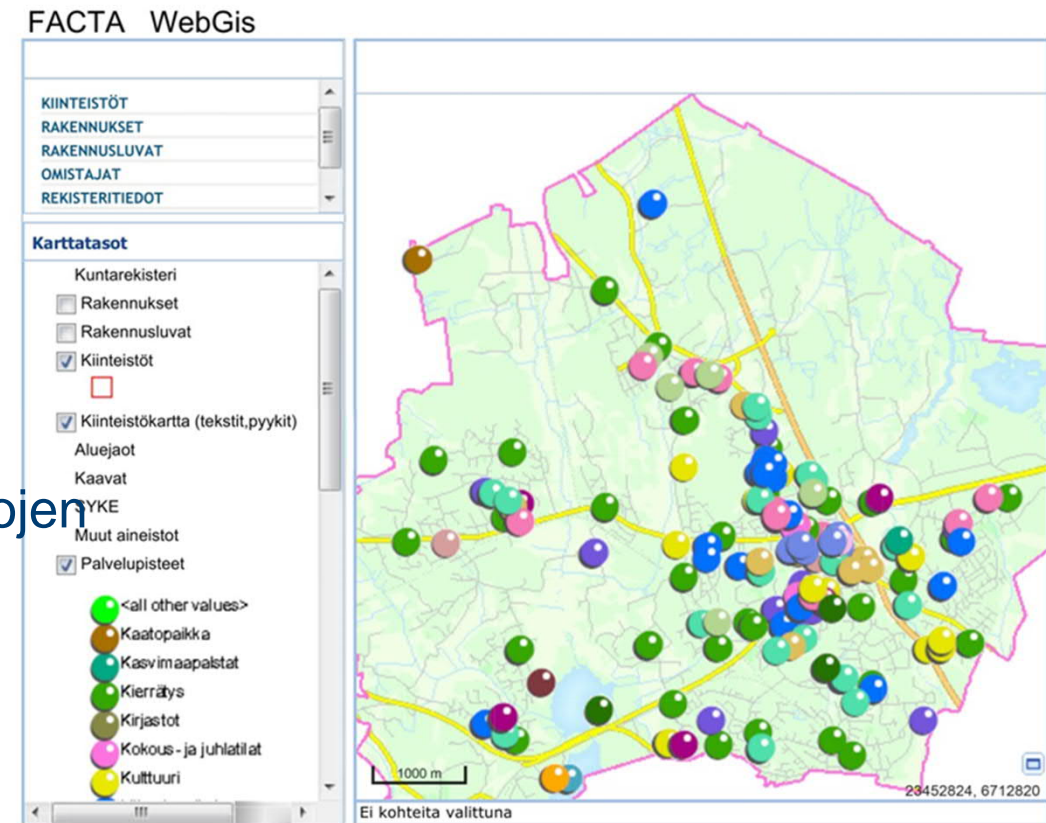 FACTA WebGis
KIINTEISTÖT
RAKENNUKSET
RAKENNUSLUVAT
OMISTAJAT
REKISTERITIEDOT
Karttatasot
Kuntarekisteri
Rakennukset
Rakennusluvat
Kiinteistöt
Kiinteistökartta (tekstit,pyykit)
Aluejaot
Kaavat
ojen
SYKE
Muut aineistot
Palvelupisteet
<all other values>
Kaatopaikka
Kasvimaapalstat
Kierrätys
Kirjastot
Kokous- ja juhlatilat
Kulttuuri
1000 m
23452824, 6712820
Ei kohteita valittuna